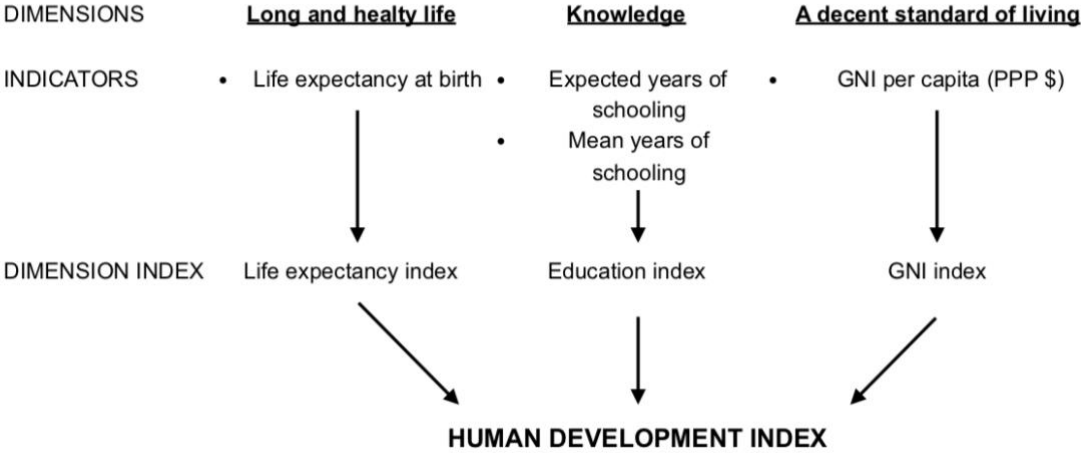 DIMENSIONS Long and healty life Knowledge A decent standard of living
INDICATORS • Life expectancy at birth • Expected years of • GNI per capita (PPP $)
schooling
• Mean years of
schooling
DIMENSION INDEX Life expectancy index Education index GNI index
HUMAN DEVELOPMENT INDEX